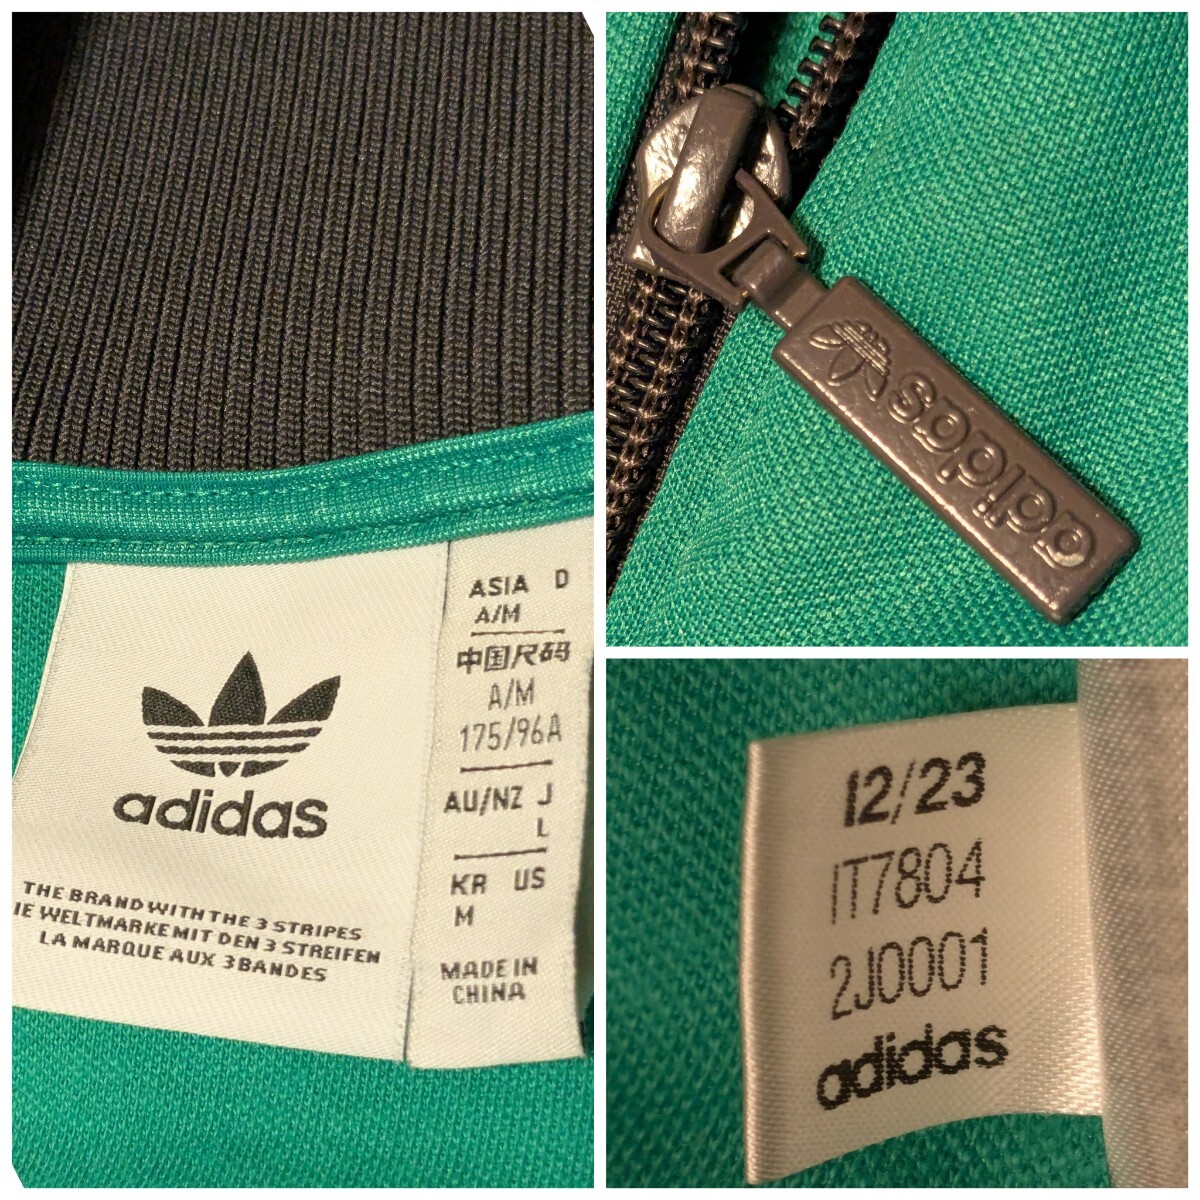 adidas
THE BRAND WITH THE 3 STRIPES
IE WELTMARKE MIT DEN 3 STREIFEN
LA MARQUE AUX 3 BANDES
ASIA D
A/M
中国尺码
A/M
175/96A
AU/NZ J
L
KR US
M
MADE IN
CHINA
adidas
12/23
IT7804
2J0001
adidas